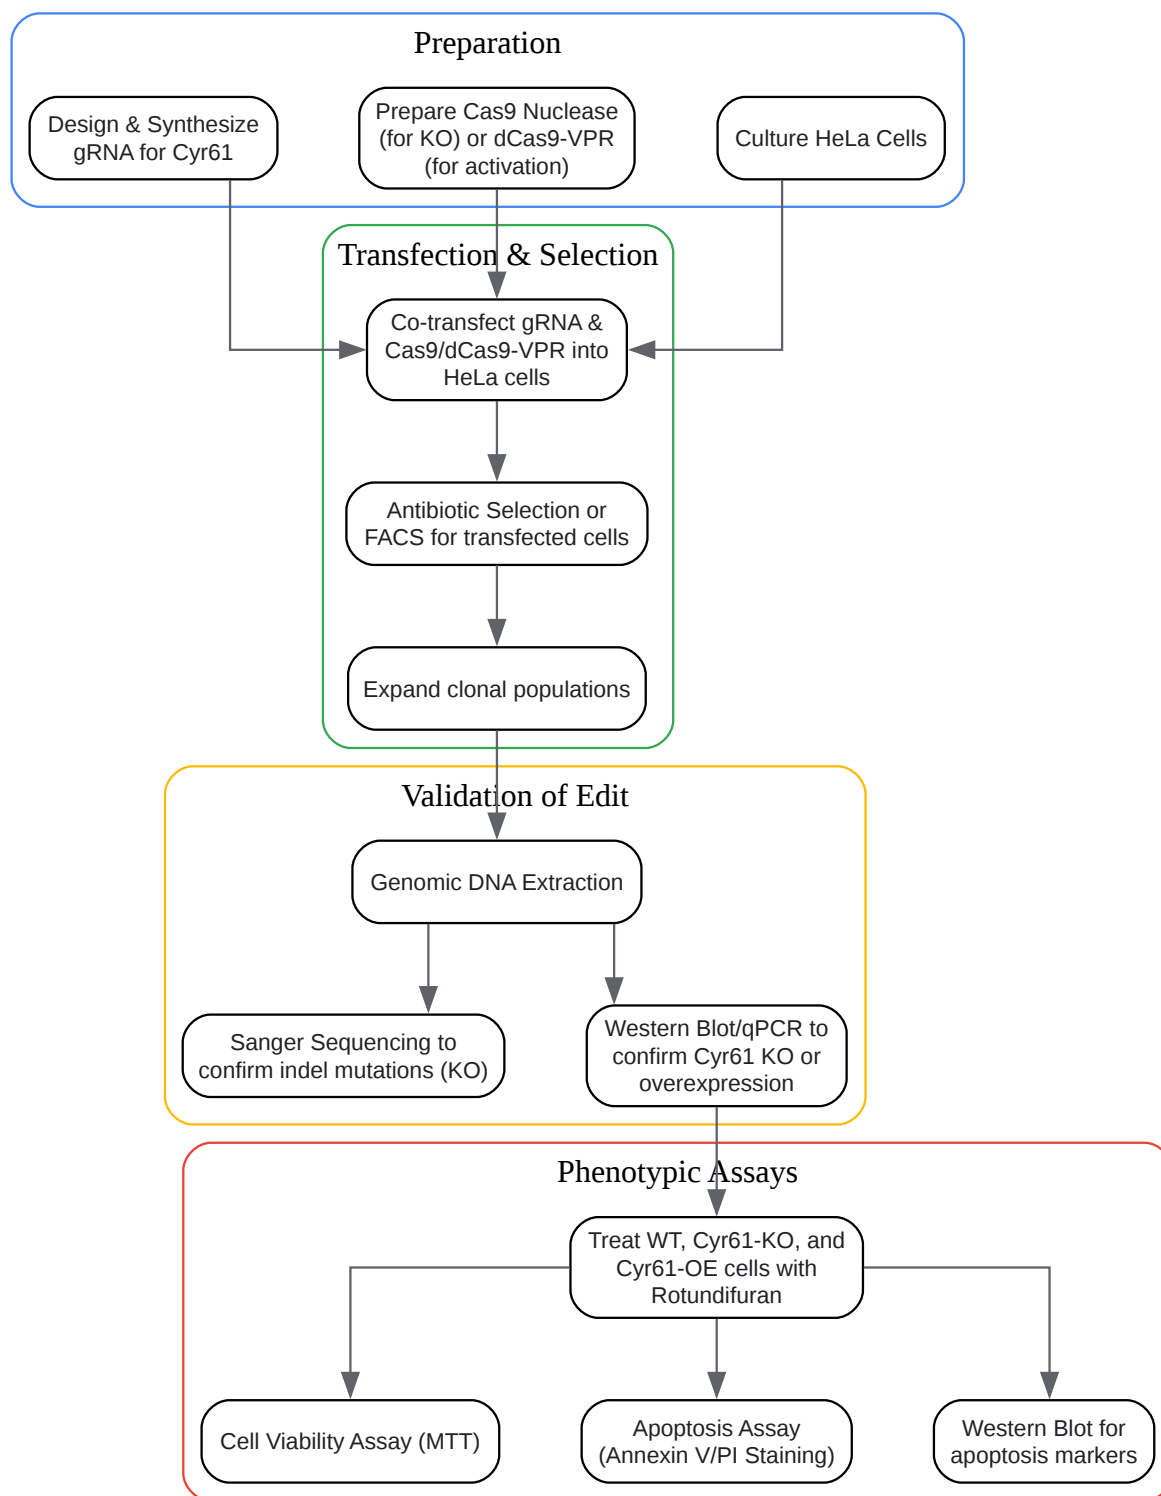 Preparation
Design & Synthesize
gRNA for Cyr61
Prepare Cas9 Nuclease
(for KO) or dCas9-VPR
(for activation)
Culture HeLa Cells
Transfection & Selection
Co-transfect gRNA &
Cas9/dCas9-VPR into
HeLa cells
Antibiotic Selection or
FACS for transfected cells
Expand clonal populations
Validation of Edit
Genomic DNA Extraction
Sanger Sequencing to
confirm indel mutations (KO)
Western Blot/qPCR to
confirm Cyr61 KO or
overexpression
Phenotypic Assays
Treat WT, Cyr61-KO, and
Cyr61-OE cells with
Rotundifuran
Cell Viability Assay (MTT)
Apoptosis Assay
(Annexin V/PI Staining)
Western Blot for
apoptosis markers